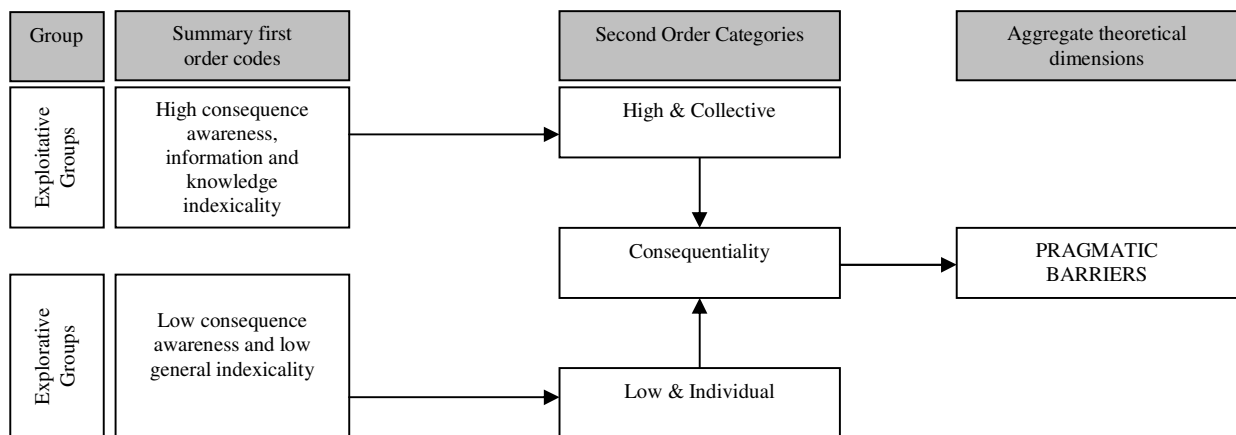 Group
Summary first
order codes
Second Order Categories
Aggregate theoretical
dimensions
Exploitative
Groups
High consequence
awareness,
information and
knowledge
indexicality
High & Collective
Consequentiality
PRAGMATIC
BARRIERS
Explorative
Groups
Low consequence
awareness and low
general indexicality
Low & Individual